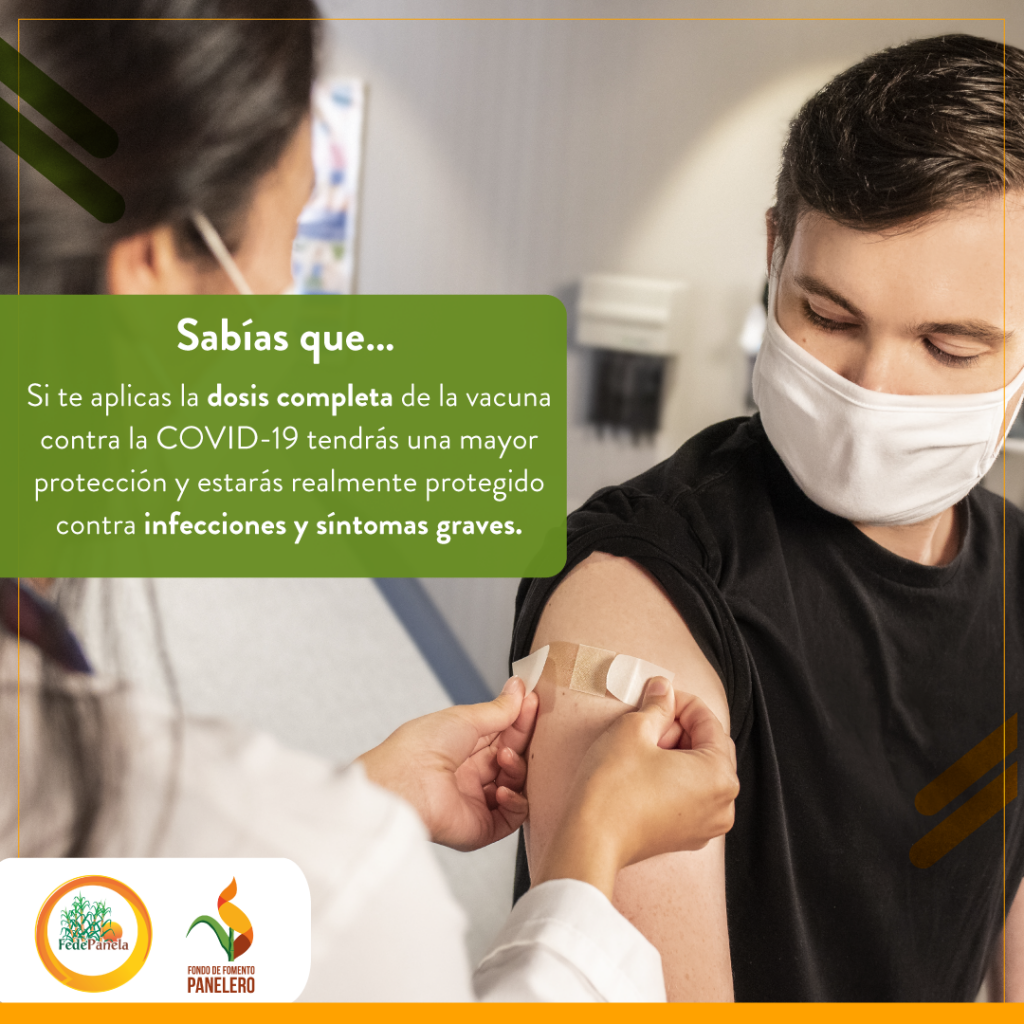 Sabías que...
Si te aplicas la dosis completa de la vacuna
contra la COVID-19 tendrás una mayor
protección y estarás realmente protegido
contra infecciones y síntomas graves.
FedePanela
FONDO DE FOMENTO
PANELERO